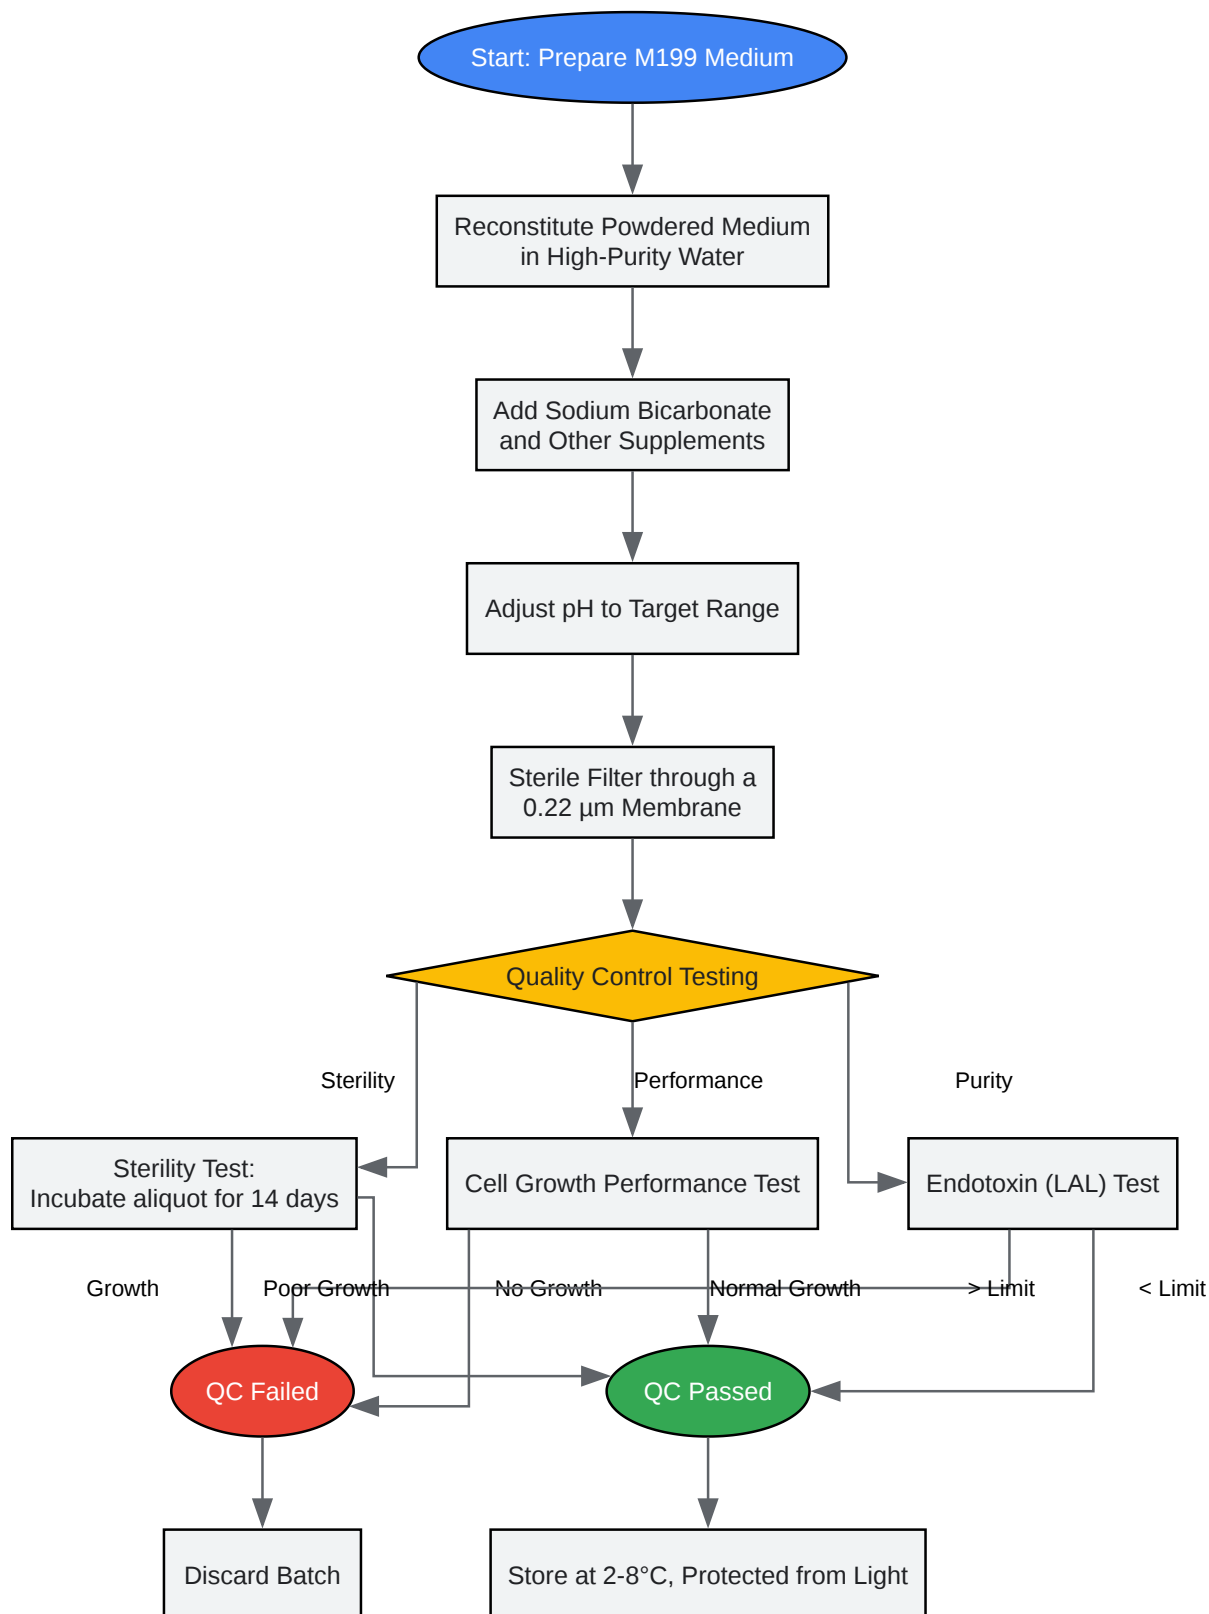 Start: Prepare M199 Medium
Reconstitute Powdered Medium
in High-Purity Water
Add Sodium Bicarbonate
and Other Supplements
Adjust pH to Target Range
Sterile Filter through a
0.22 µm Membrane
Quality Control Testing
Sterility
Performance
Purity
Sterility Test:
Incubate aliquot for 14 days
Cell Growth Performance Test
Endotoxin (LAL) Test
Growth
Poor Growth
No Growth
Normal Growth
> Limit
< Limit
QC Failed
QC Passed
Discard Batch
Store at 2-8°C, Protected from Light